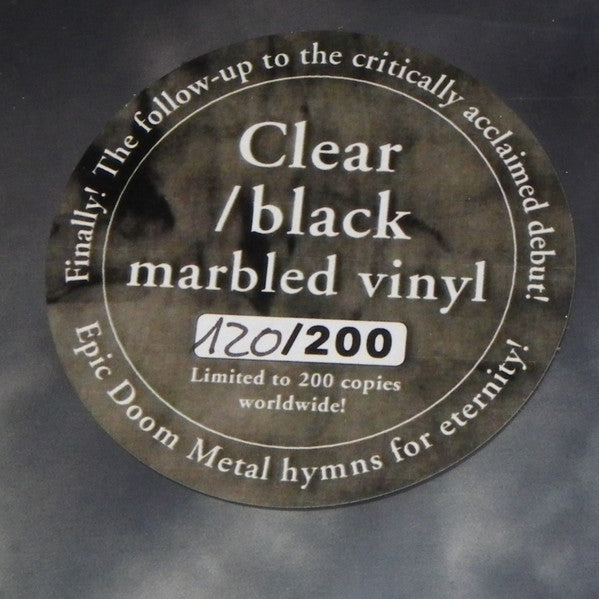 Finally! The follow-up to the critically acclaimed debut!
Clear
/black
marbled vinyl
120/200
Limited to 200 copies
worldwide!
Epic Doom Metal hymns for eternity!